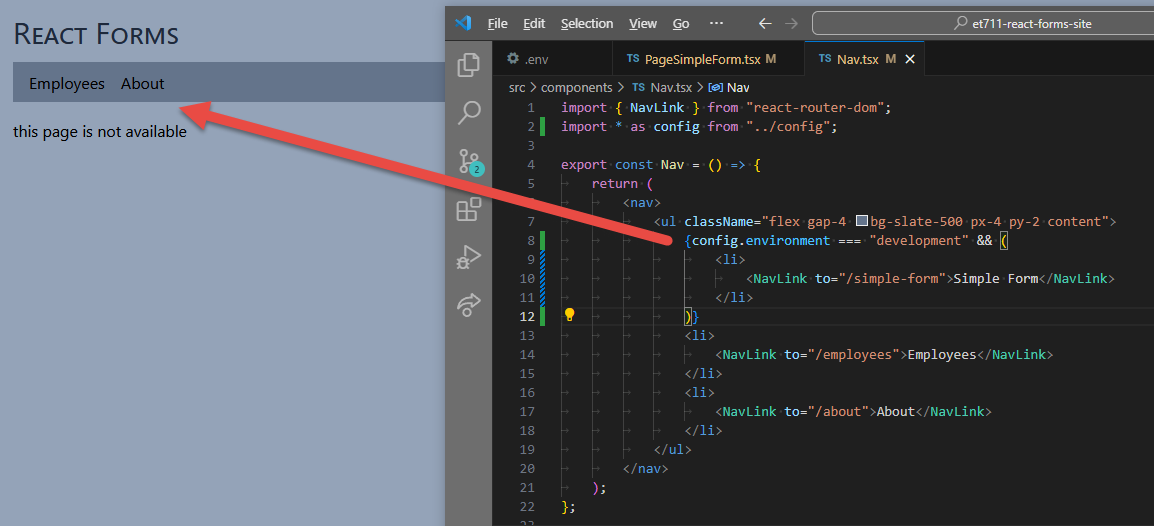 React Forms
Employees About
this page is not available
File Edit Selection View Go ··· ← → et711-react-forms-site
.env TS PageSimpleForm.tsx M TS Nav.tsx M ×
src > components > TS Nav.tsx > Nav
1 import { NavLink } from "react-router-dom";
2 import * as config from "../config";
3
4 export const Nav = () => {
5 return (
<nav>
7 <ul className="flex gap-4 bg-slate-500 px-4 py-2 content">
8 {config.environment === "development" && (
9 <li>
10 <NavLink to="/simple-form">Simple Form</NavLink>
11 </li>
12 )}
13 <li>
14 <NavLink to="/employees">Employees</NavLink>
15 </li>
16 <li>
17 <NavLink to="/about">About</NavLink>
18 </li>
19 </ul>
20 </nav>
21 );
22 };
23
2